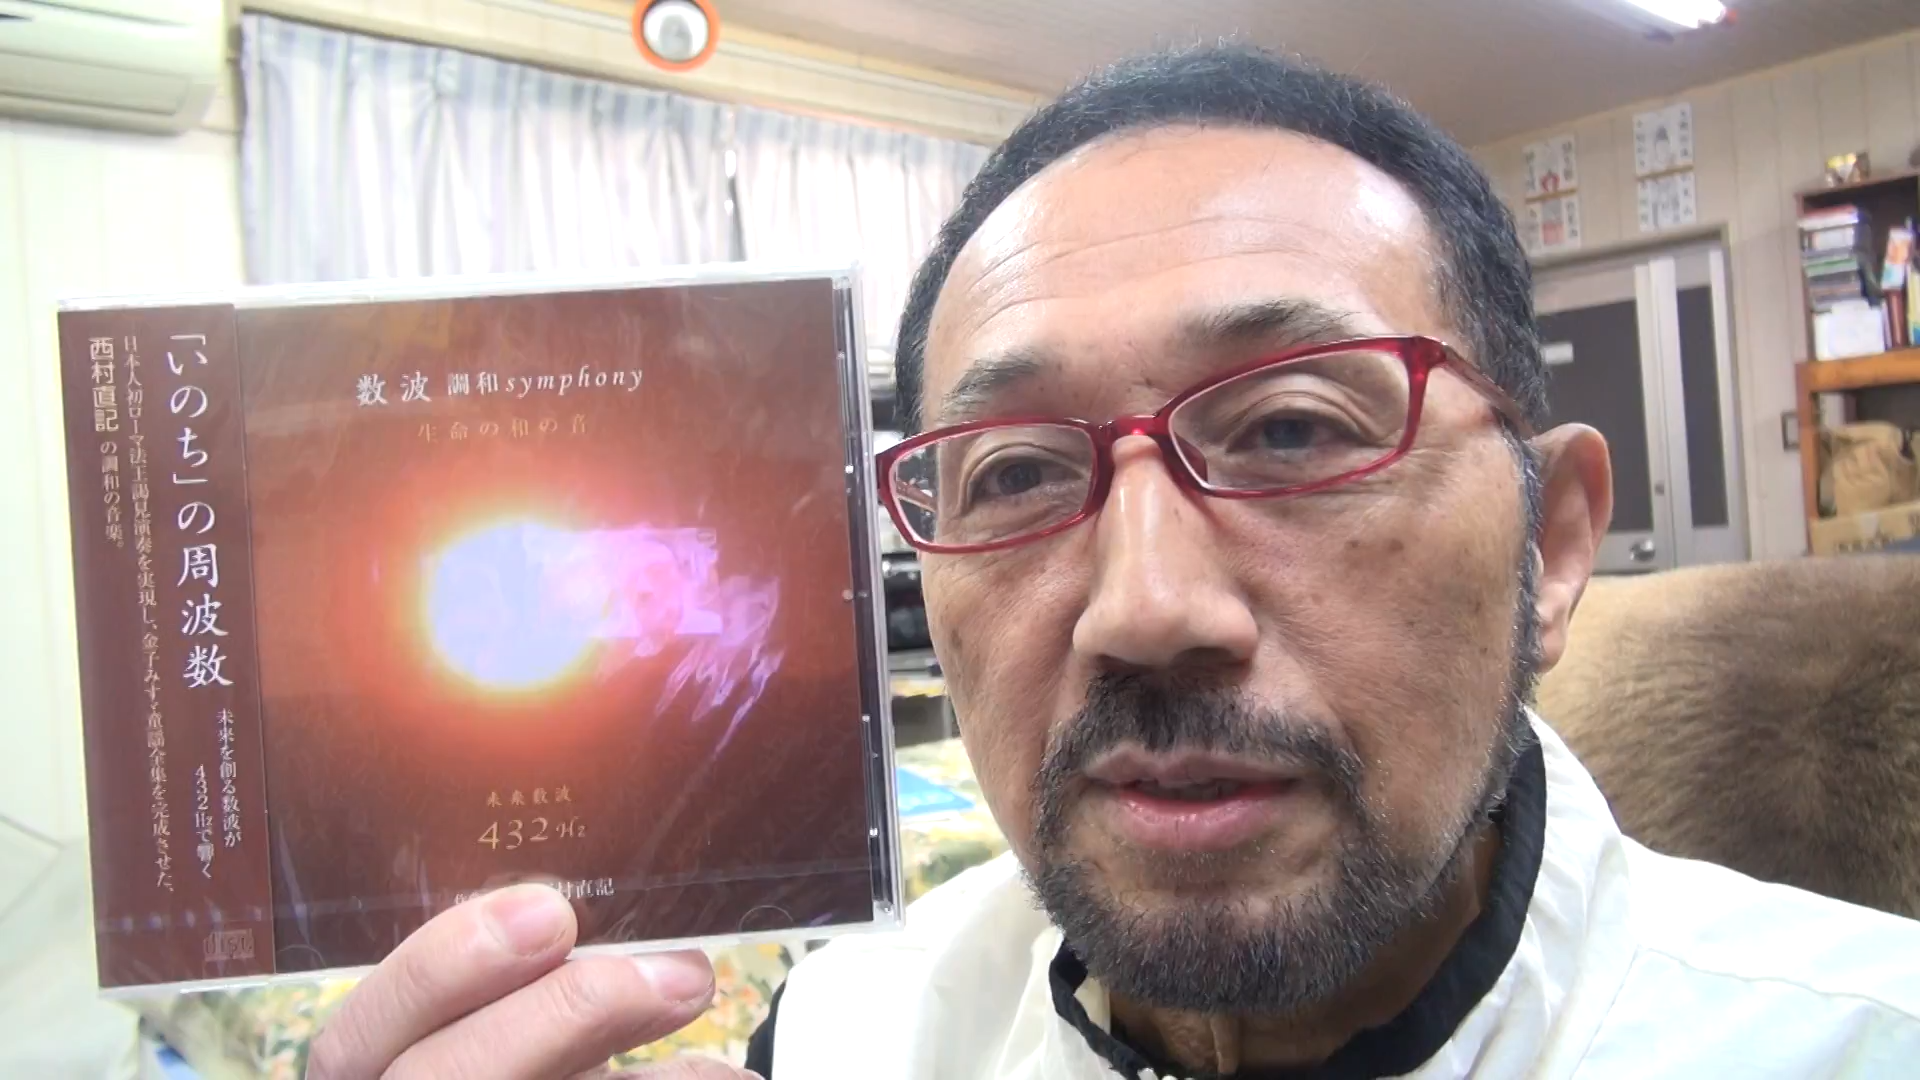 「いのち」の周波数
未来を創る数波が
432Hzで響く
日本人初ローマ法王謁見演奏を実現し、金子みすゞ童謡全集を完成させた、
西村直記の調和の音楽。
数波 調和symphony
生命の和の音
未来数波
432Hz
村直記
disc